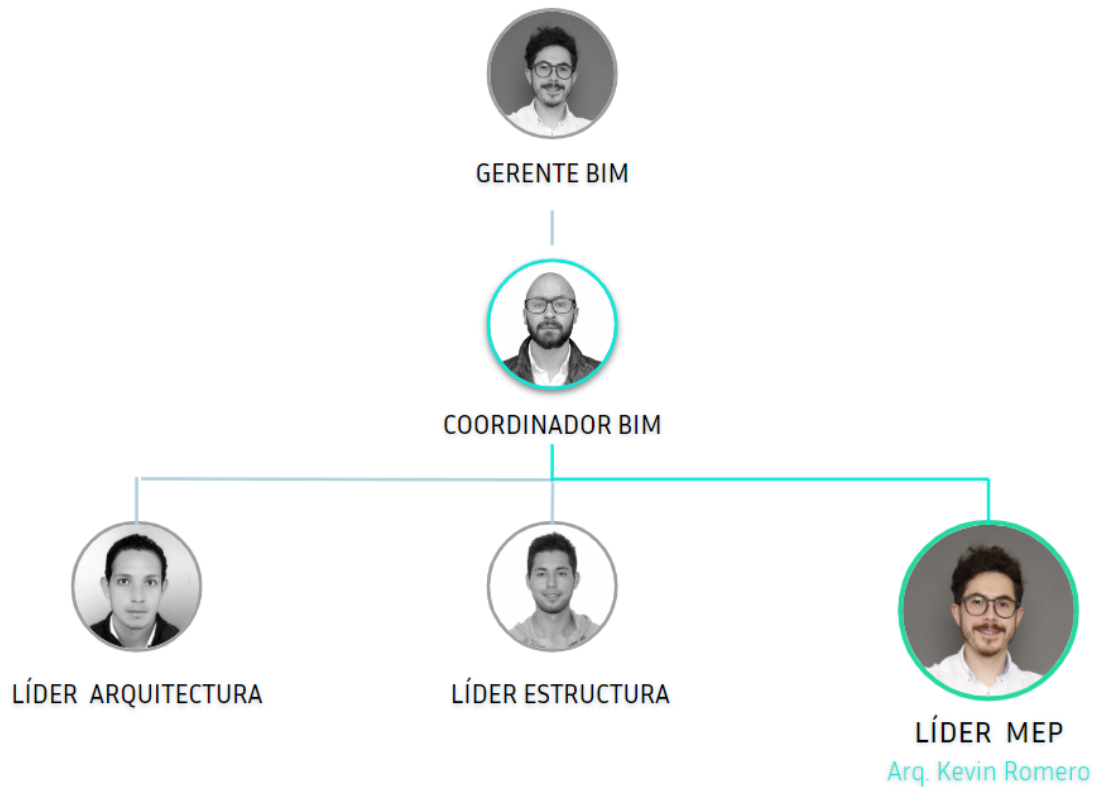 GERENTE BIM
COORDINADOR BIM
LÍDER ARQUITECTURA
LÍDER ESTRUCTURA
LÍDER MEP
Arq. Kevin Romero